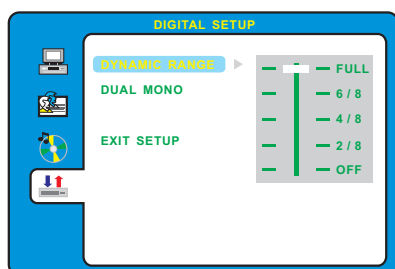 DIGITAL SETUP
DYNAMIC RANGE
DUAL MONO
EXIT SETUP
FULL
6 / 8
4 / 8
2 / 8
OFF